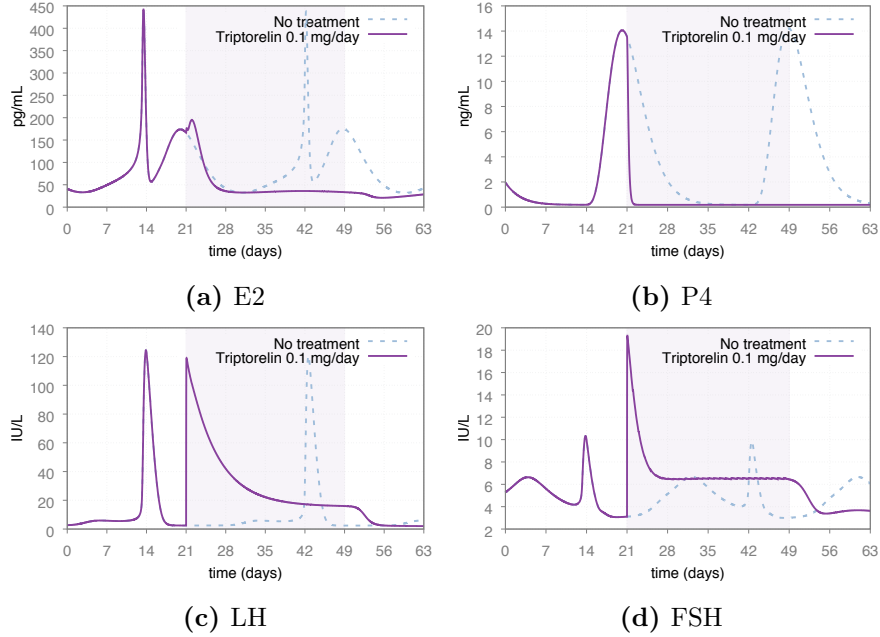 No treatment
Triptorelin 0.1 mg/day
450
400
350
300
250
200
150
100
50
0
pg/mL
0 7 14 21 28 35 42 49 56 63
time (days)
(a) E2
No treatment
Triptorelin 0.1 mg/day
16
14
12
10
8
6
4
2
0
ng/mL
0 7 14 21 28 35 42 49 56 63
time (days)
(b) P4
No treatment
Triptorelin 0.1 mg/day
140
120
100
80
60
40
20
0
IU/L
0 7 14 21 28 35 42 49 56 63
time (days)
(c) LH
No treatment
Triptorelin 0.1 mg/day
20
18
16
14
12
10
8
6
4
2
IU/L
0 7 14 21 28 35 42 49 56 63
time (days)
(d) FSH